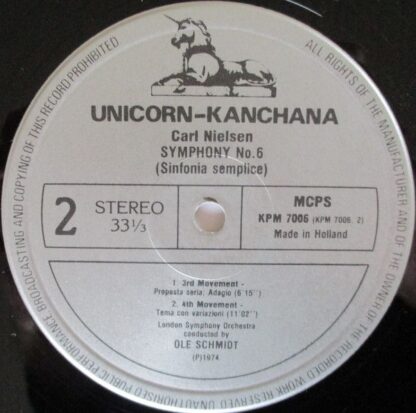 ALL RIGHTS OF THE MANUFACTURER AND OF THE OWNER OF THE RECORDED WORK RESERVED UNAUTHORISED PUBLIC PERFORMANCE BROADCASTING AND COPYING OF THIS RECORD PROHIBITED
UNICORN-KANCHANA
Carl Nielsen
SYMPHONY No.6
(Sinfonia semplice)
2 STEREO
33⅓
MCPS
KPM 7006 (KPM 7006. 2)
Made in Holland
1. 3rd Movement -
Proposta seria: Adagio (6'15'')
2. 4th Movement -
Tema con variazioni (11'02'')
London Symphony Orchestra
conducted by
OLE SCHMIDT
(P)1974